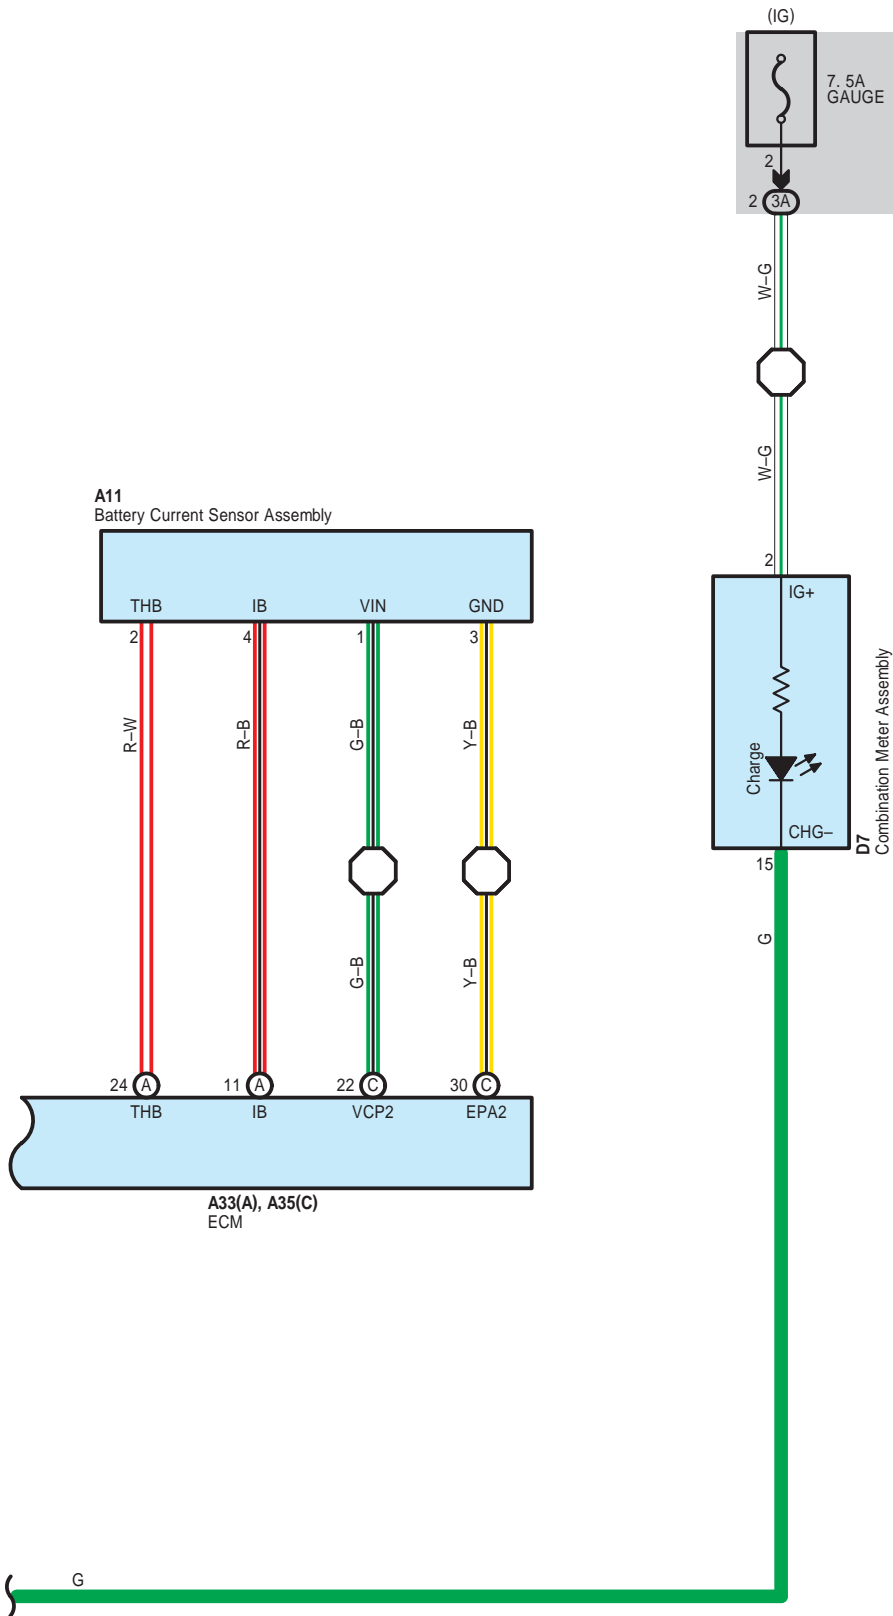 (IG)
7. 5A
GAUGE
2
2 3A
W–G
W–G
A11
Battery Current Sensor Assembly
2
IG+
THB IB VIN GND
2 4 1 3
R–W R–B G–B Y–B
Charge
D7
Combination Meter Assembly
CHG–
15
G
G–B Y–B
24 A 11 A 22 C 30 C
THB IB VCP2 EPA2
A33(A), A35(C)
ECM
G